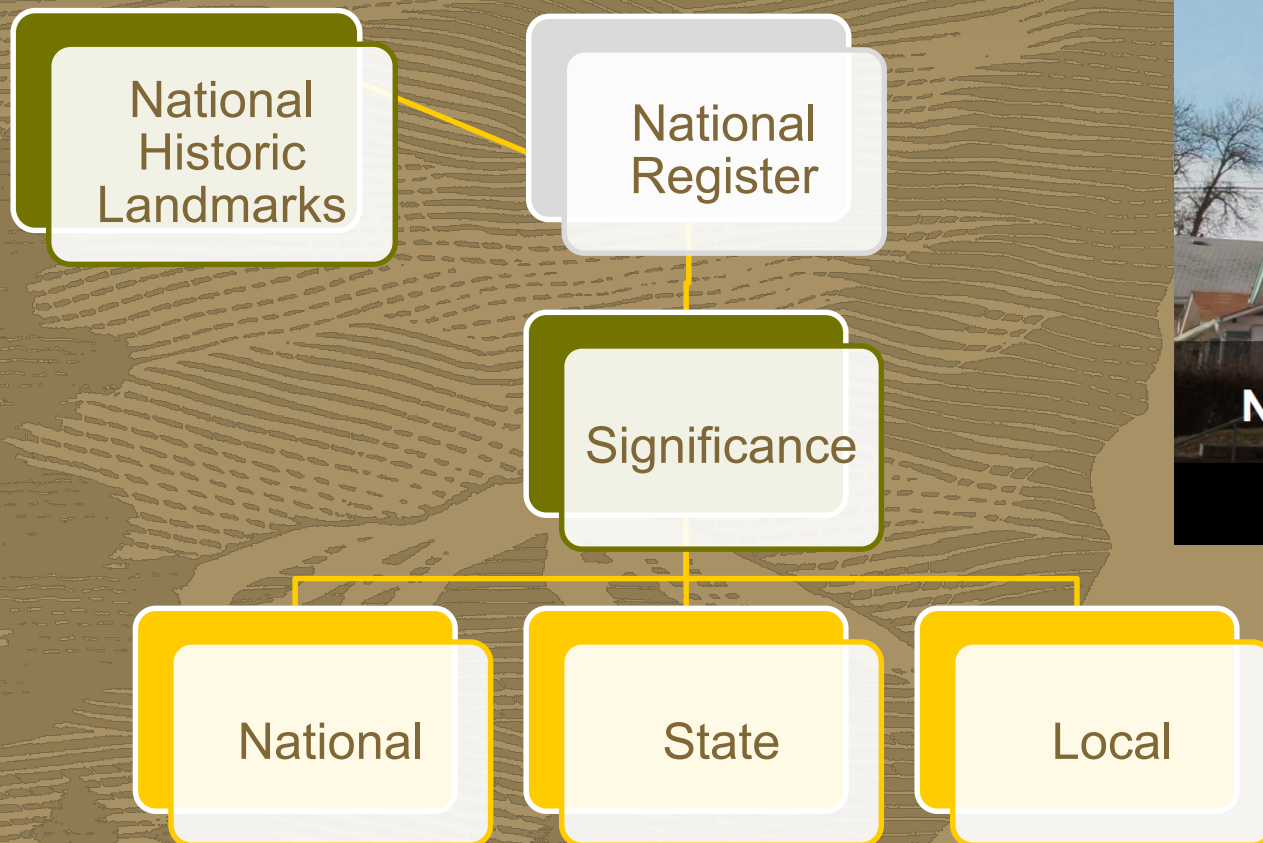 National
Historic
Landmarks
National
Register
Significance
N
National
State
Local